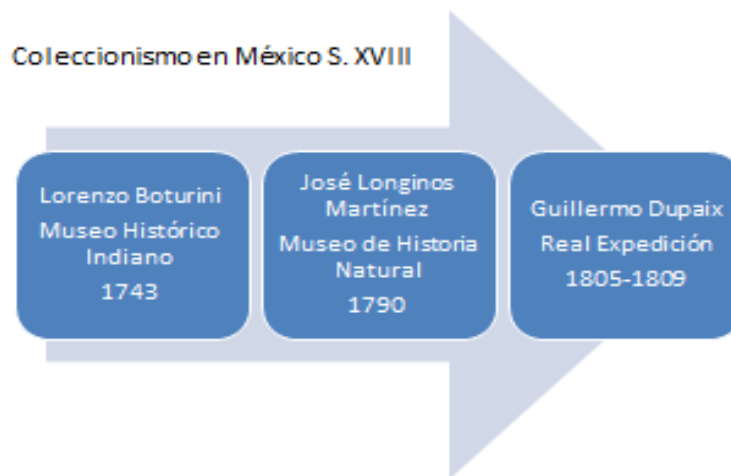 Coleccionismo en México S. XVIII
Lorenzo Boturini
Museo Histórico
Indiano
1743
José Longinos
Martínez
Museo de Historia
Natural
1790
Guillermo Dupaix
Real Expedición
1805-1809